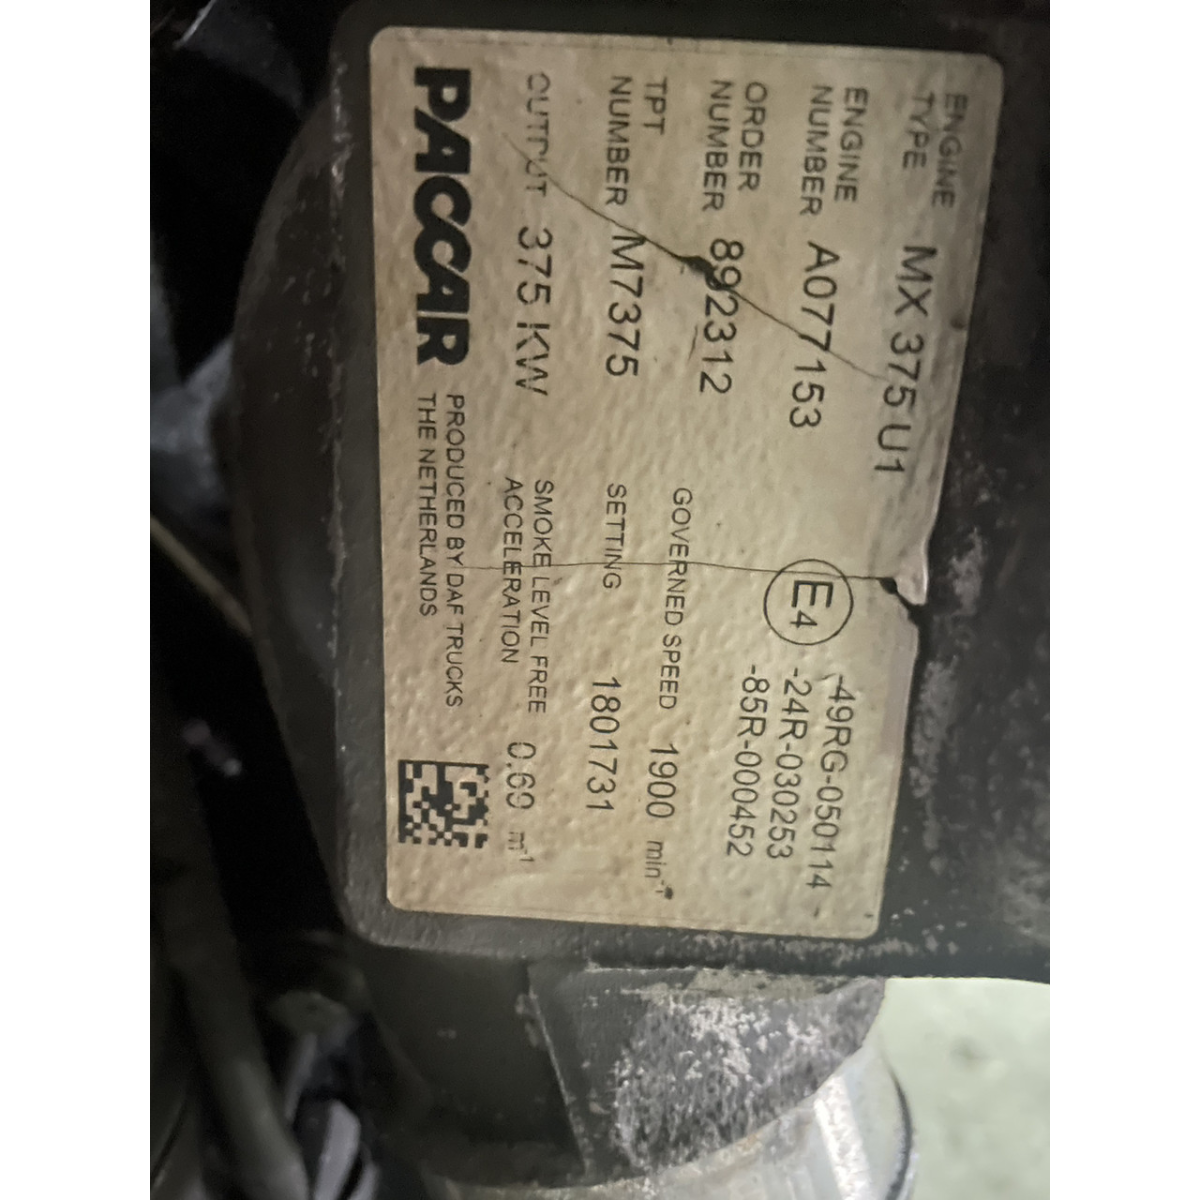 ENGINE TYPE MX 375 U1
ENGINE NUMBER A077153
E4
-49RG-050114 -
-24R-030253
-85R-000452
ORDER NUMBER 892312
GOVERNED SPEED 1900 min⁻¹
TPT NUMBER M7375
SETTING 1801731
OUTPUT 375 KW
SMOKE LEVEL FREE
ACCELERATION 0.69 m⁻¹
PACCAR
PRODUCED BY DAF TRUCKS
THE NETHERLANDS